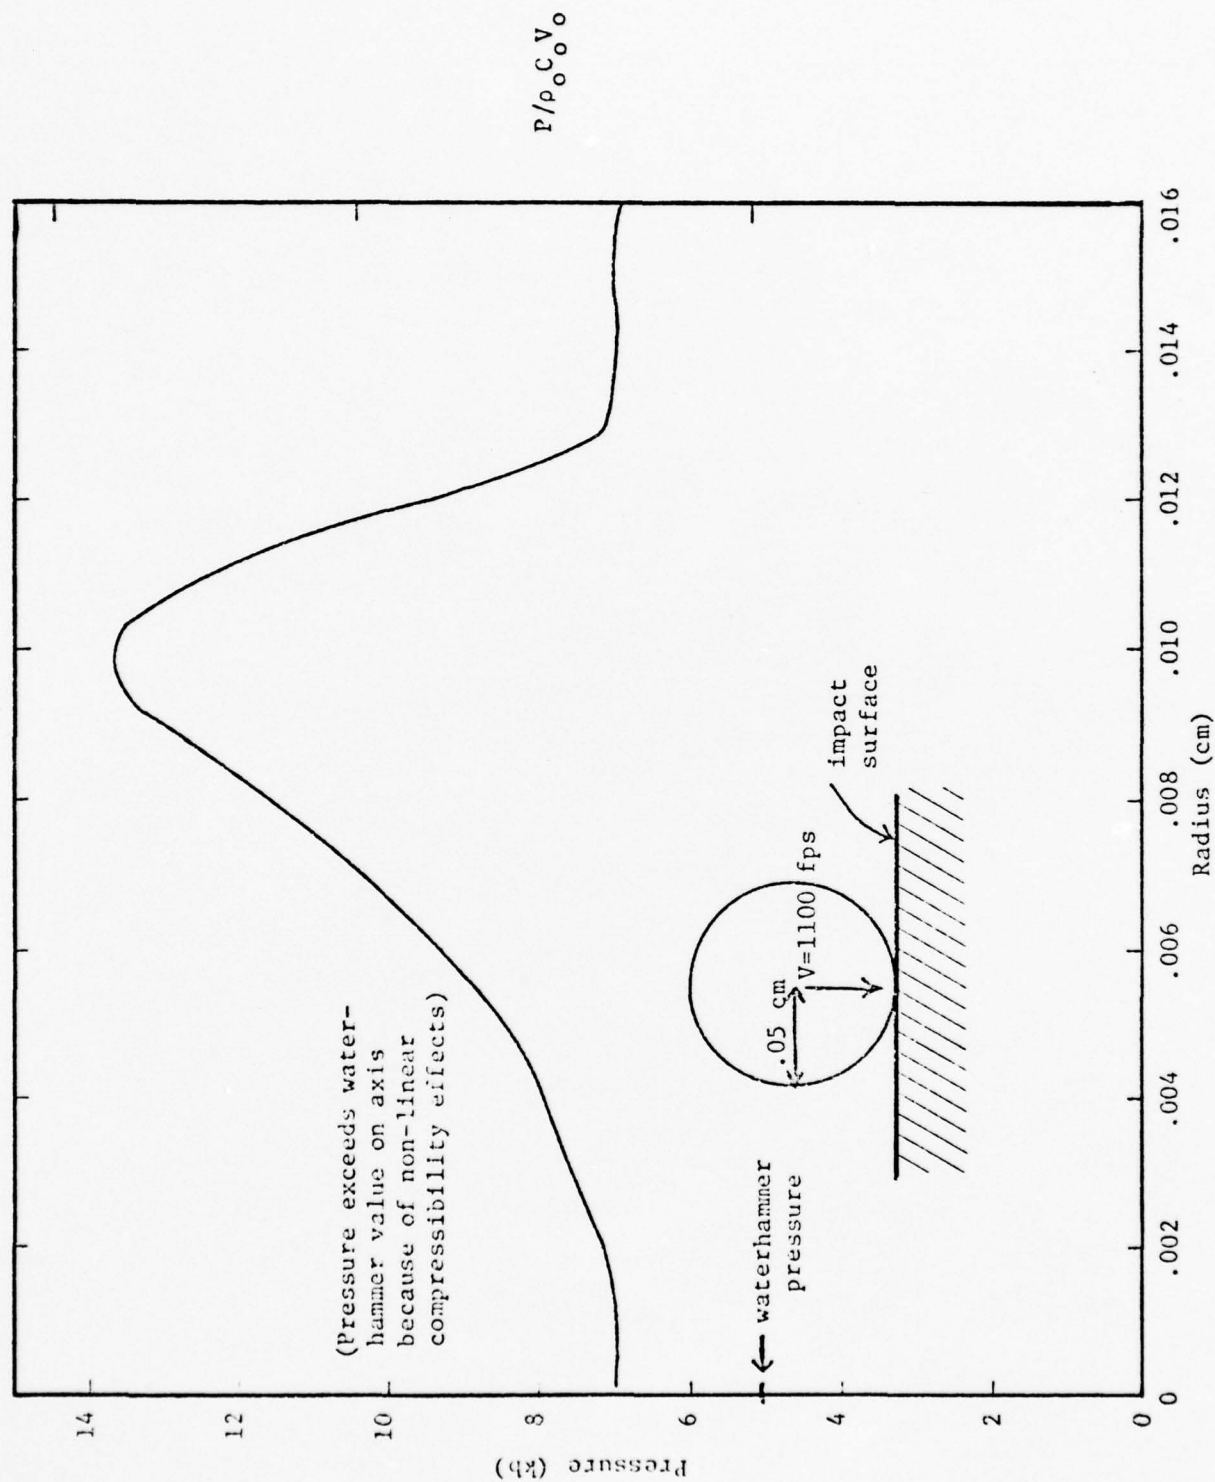 P/ρoCoVo
Pressure (kb)
14
12
10
8
6
4
2
0
(Pressure exceeds water-
hammer value on axis
because of non-linear
compressibility effects)
waterhammer
pressure
.05 cm
V=1100 fps
impact
surface
0
.002
.004
.006
.008
.010
.012
.014
.016
Radius (cm)